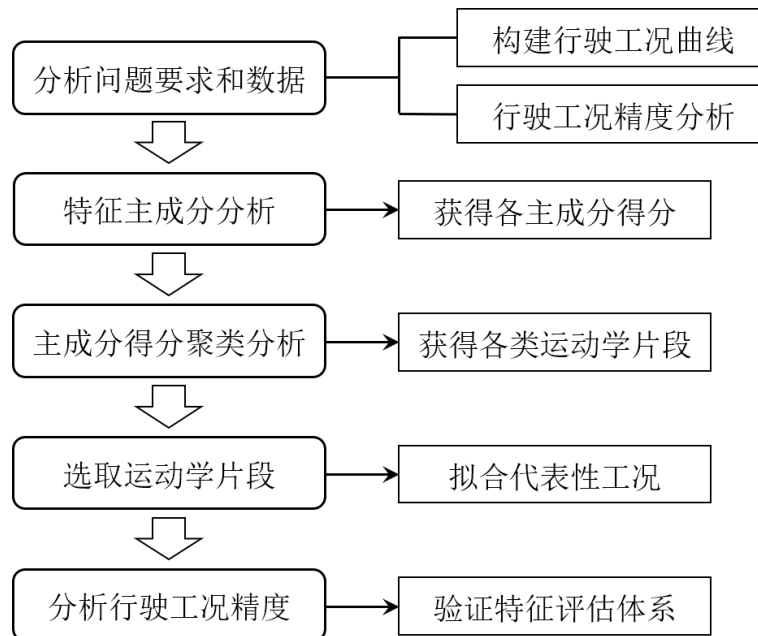 构建行驶工况曲线
分析问题要求和数据
行驶工况精度分析
特征主成分分析
获得各主成分得分
主成分得分聚类分析
获得各类运动学片段
选取运动学片段
拟合代表性工况
分析行驶工况精度
验证特征评估体系